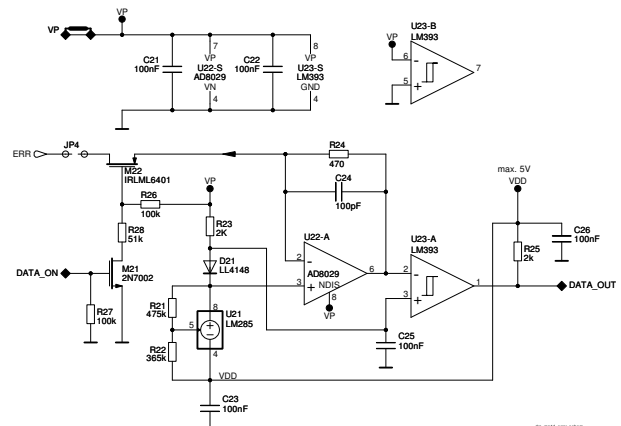 VP
VP
C21
100nF
7
VP
U22-S
AD8029
VN
4
C22
100nF
8
VP
U23-S
LM393
GND
4
U23-B
LM393
VP
6
5
7
ERR
JP4
M22
IRLML6401
R24
470
C24
100pF
max. 5V
VDD
R26
100k
VP
R28
51k
R23
2K
D21
LL4148
U22-A
AD8029
NDIS
2
3
6
8
VP
U23-A
LM393
2
3
1
R25
2k
C26
100nF
DATA_ON
M21
2N7002
R27
100k
R21
475k
R22
365k
8
5
4
U21
LM285
C25
100nF
DATA_OUT
VDD
C23
100nF